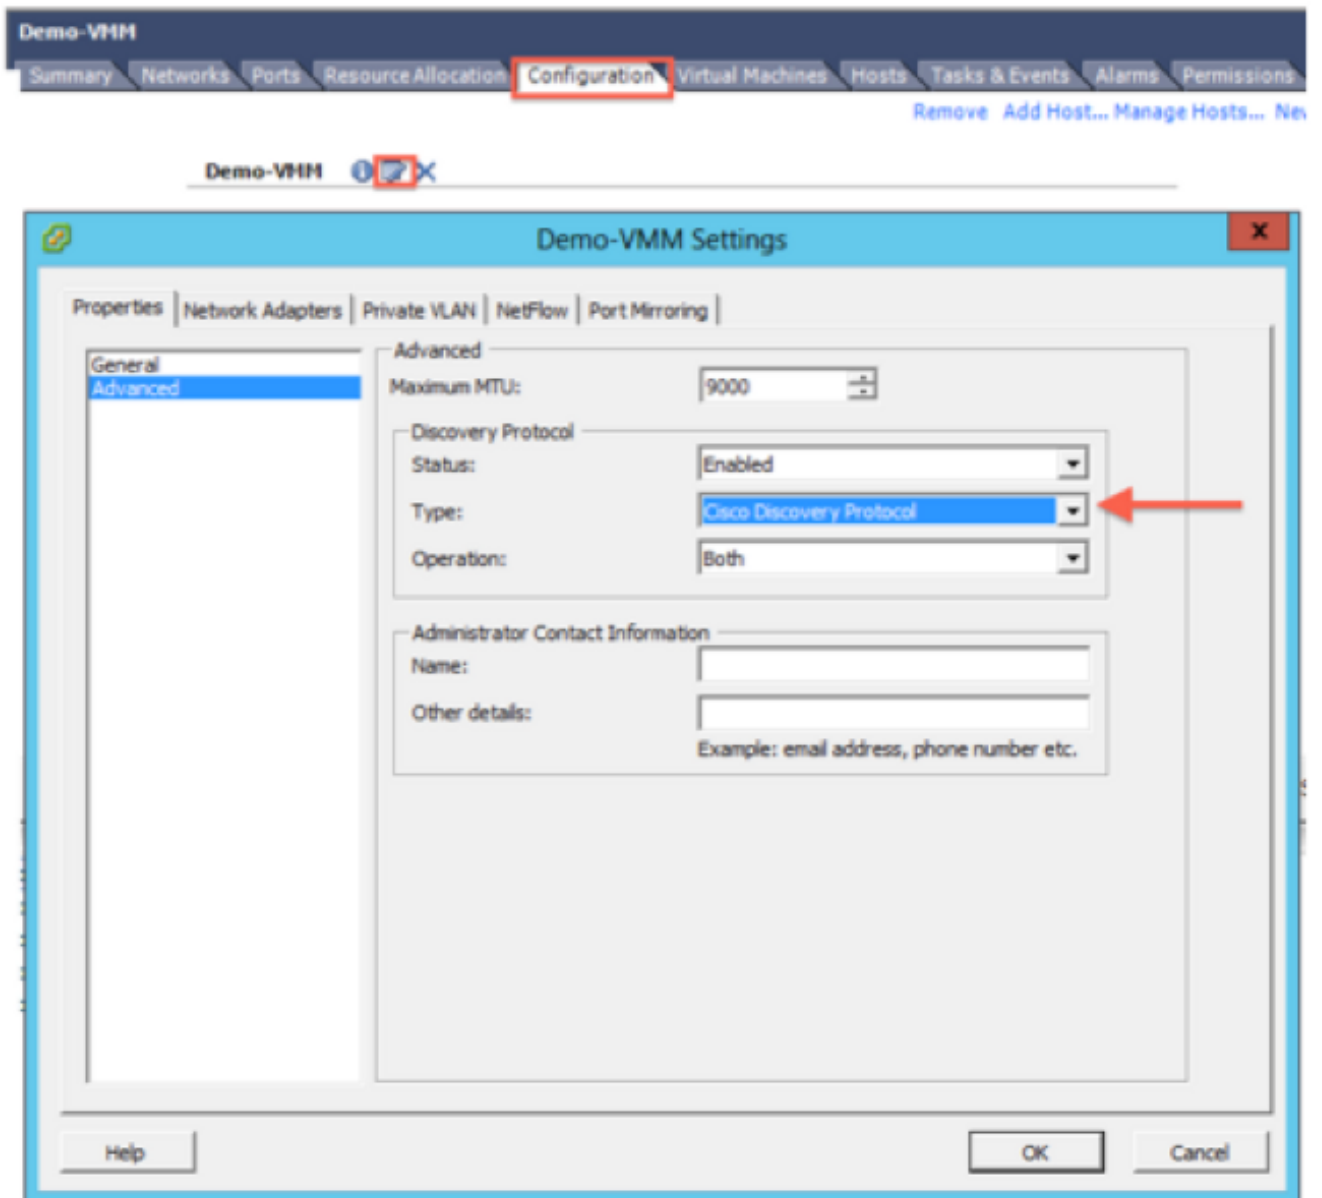 Demo-VMM
Summary Networks Ports Resource Allocation Configuration Virtual Machines Hosts Tasks & Events Alarms Permissions
Remove Add Host... Manage Hosts...
Demo-VMM
Demo-VMM Settings
x
Properties Network Adapters Private VLAN NetFlow Port Mirroring
General
Advanced
Advanced
Maximum MTU: 9000
Discovery Protocol
Status: Enabled
Type: Cisco Discovery Protocol
Operation: Both
Administrator Contact Information
Name:
Other details:
Example: email address, phone number etc.
Help OK Cancel